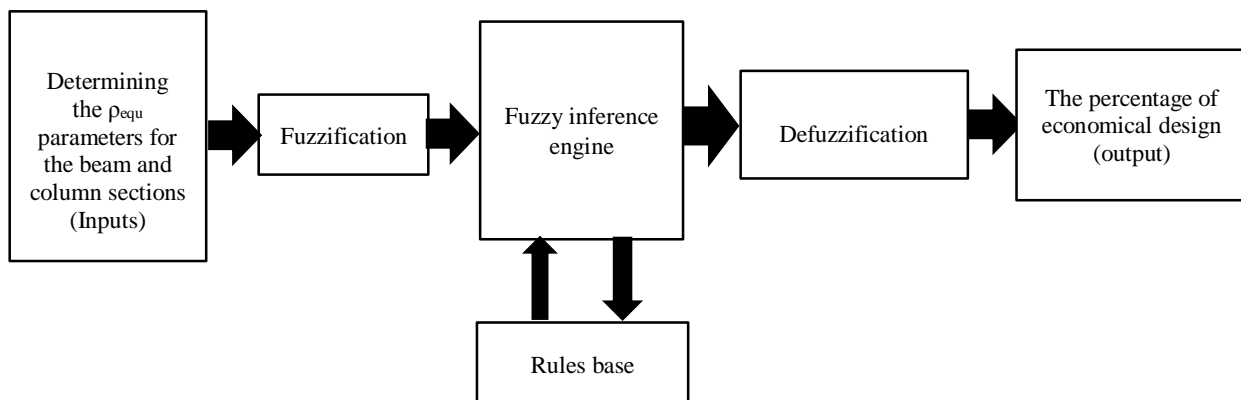 Determining
the ρequ
parameters for
the beam and
column sections
(Inputs)
Fuzzification
Fuzzy inference
engine
Defuzzification
The percentage of
economical design
(output)
Rules base